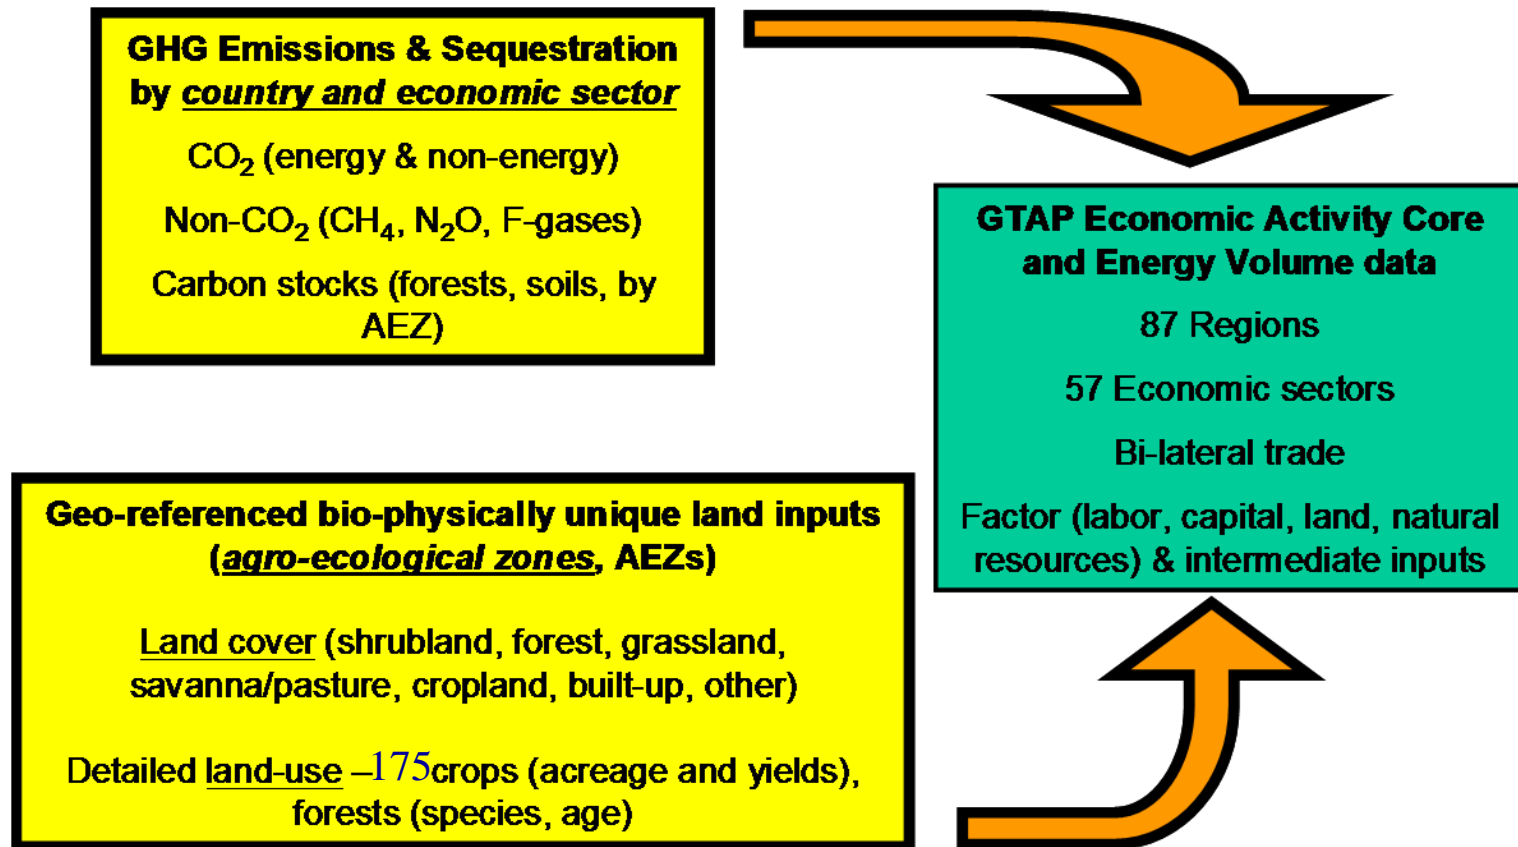 GHG Emissions & Sequestration
by country and economic sector
CO₂ (energy & non-energy)
Non-CO₂ (CH₄, N₂O, F-gases)
Carbon stocks (forests, soils, by
AEZ)
GTAP Economic Activity Core
and Energy Volume data
87 Regions
57 Economic sectors
Bi-lateral trade
Factor (labor, capital, land, natural
resources) & intermediate inputs
Geo-referenced bio-physically unique land inputs
(agro-ecological zones, AEZs)
Land cover (shrubland, forest, grassland,
savanna/pasture, cropland, built-up, other)
Detailed land-use –175crops (acreage and yields),
forests (species, age)